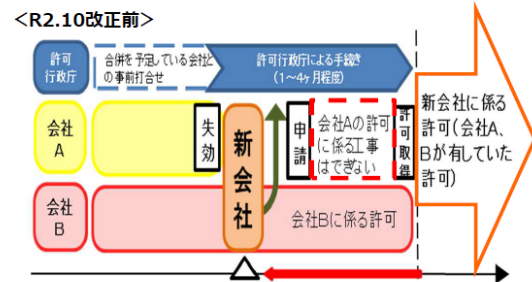 ＜R2.10改正前＞
許可
行政庁
合併を予定している会社と
の事前打合せ
許可行政庁による手続き
（1～4ヶ月程度）
会社
A
失効
新会社
申請
会社Aの許可
に係る工事
はできない
許可取得
新会社に係る
許可（会社A、
Bが有していた
許可）
会社
B
会社Bに係る許可